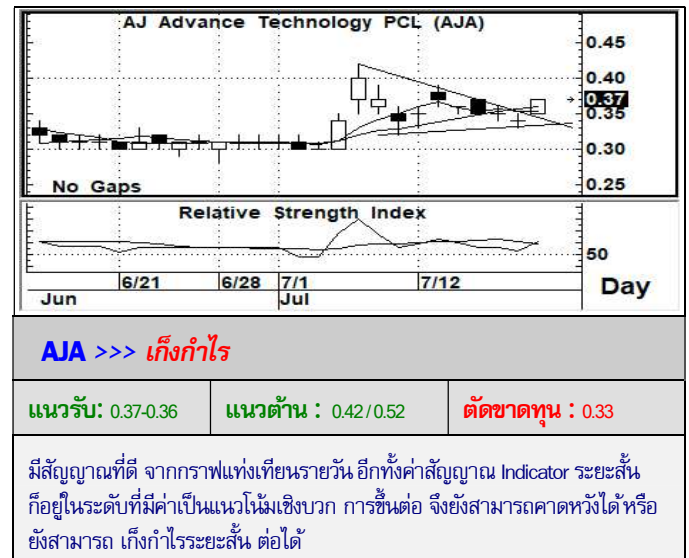 AJ Advance Technology PCL (AJA)
0.45
0.40
0.37
0.35
0.30
0.25
No Gaps
Relative Strength Index
50
6/21 6/28 7/1 7/12
Jun Jul
Day
AJA >>> เก็งกำไร
แนวรับ: 0.37-0.36 แนวต้าน : 0.42/0.52 ตัดขาดทุน : 0.33
มีสัญญาณที่ดี จากกราฟแท่งเทียนรายวัน อีกทั้งค่าสัญญาณ Indicator ระยะสั้น
ก็อยู่ในระดับที่มีค่าเป็นแนวโน้มเชิงบวก การขึ้นต่อ จึงยังสามารถคาดหวังได้ หรือ
ยังสามารถ เก็งกำไรระยะสั้น ต่อได้